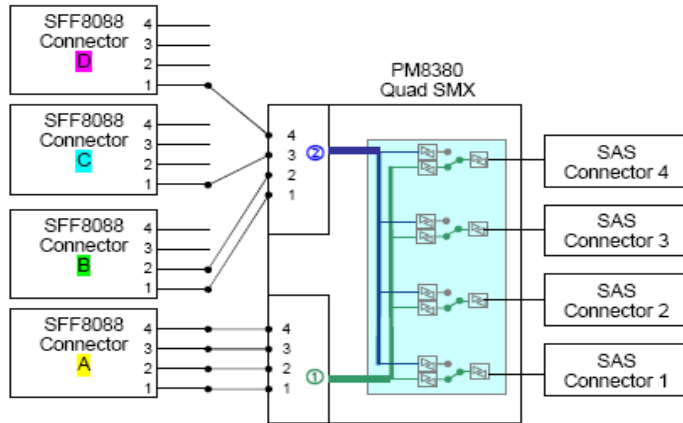 SFF8088
Connector
D
4
3
2
1
SFF8088
Connector
C
4
3
2
1
SFF8088
Connector
B
4
3
2
1
SFF8088
Connector
A
4
3
2
1
PM8380
Quad SMX
4
3
2
1
②
4
3
2
1
①
SAS
Connector 4
SAS
Connector 3
SAS
Connector 2
SAS
Connector 1